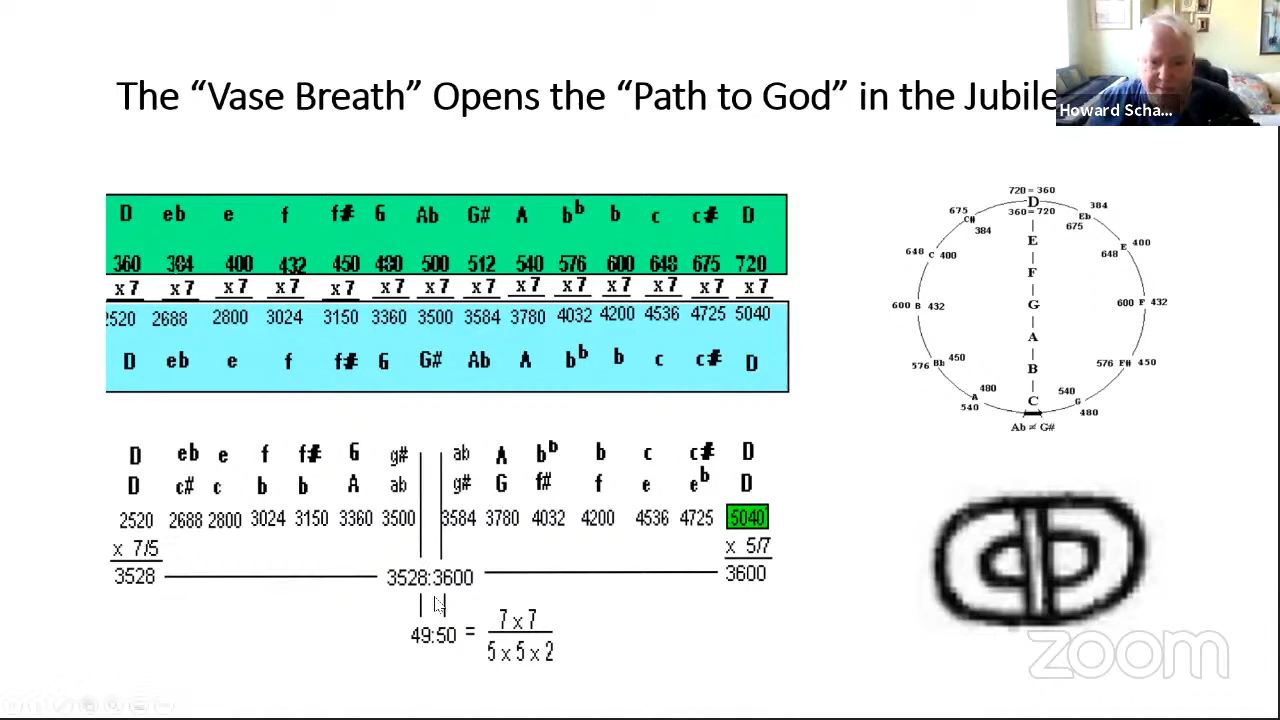 The “Vase Breath” Opens the “Path to God” in the Jubile
Howard Scha...
D eb e f f# G Ab G# A bb b c c# D
360 384 400 432 450 480 500 512 540 576 600 648 675 720
x 7 x 7 x 7 x 7 x 7 x 7 x 7 x 7 x 7 x 7 x 7 x 7 x 7 x 7
2520 2688 2800 3024 3150 3360 3500 3584 3780 4032 4200 4536 4725 5040
D eb e f f# G G# Ab A bb b c c# D
D eb e f f# G g# ab A bb b c c# D
D c# c b b A ab g# G f# f e eb D
2520 2688 2800 3024 3150 3360 3500 3584 3780 4032 4200 4536 4725 5040
x 7/5 x 5/7
3528 3528:3600 3600
49:50 = 7 x 7
5 x 5 x 2
720 = 360
D
360 = 720
675 C# 384
384 Eb 675
648 C 400
E 400 648
600 B 432
600 F 432
576 Bb 450
576 F# 450
480 A 540
540 G 480
D
E
F
G
A
B
C
Ab ≠ G#
zoom